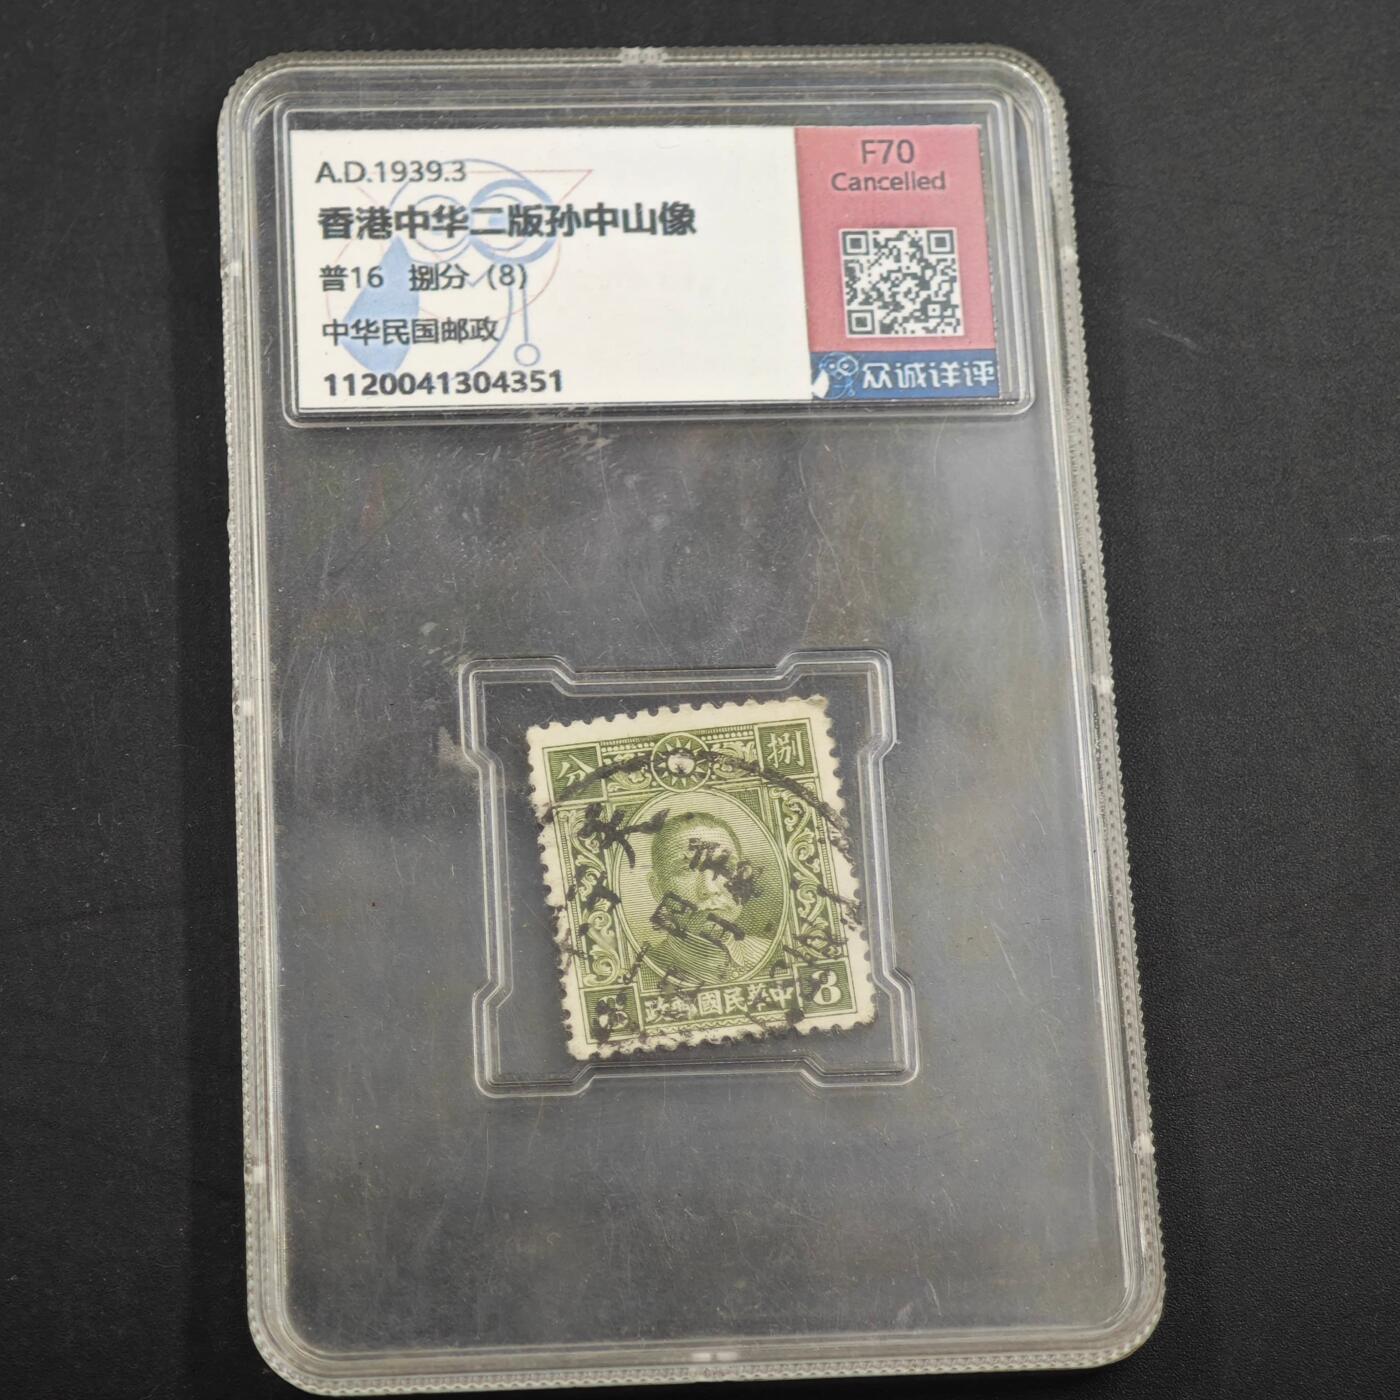 A.D.1939.3
香港中华二版孙中山像
普16 捌分（8）
中华民国邮政
1120041304351
F70
Cancelled
众诚详评
分 捌
政郵國民華中 8